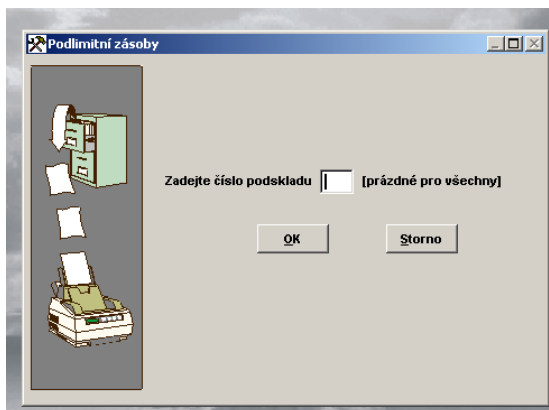 Podlimitní zásoby
Zadejte číslo podskladu [prázdné pro všechny]
OK Storno